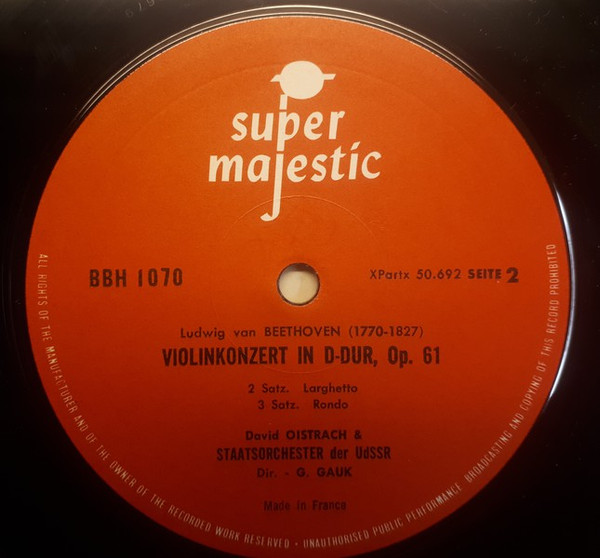 super
majestic
BBH 1070
XPartx 50.692 SEITE 2
Ludwig van BEETHOVEN (1770-1827)
VIOLINKONZERT IN D-DUR, Op. 61
2 Satz. Larghetto
3 Satz. Rondo
David OISTRACH &
STAATSORCHESTER der UdSSR
Dir. - G. GAUK
Made in France
ALL RIGHTS OF THE MANUFACTURER AND OF THE OWNER OF THE RECORDED WORK RESERVED - UNAUTHORISED PUBLIC PERFORMANCE BROADCASTING AND COPYING OF THIS RECORD PROHIBITED